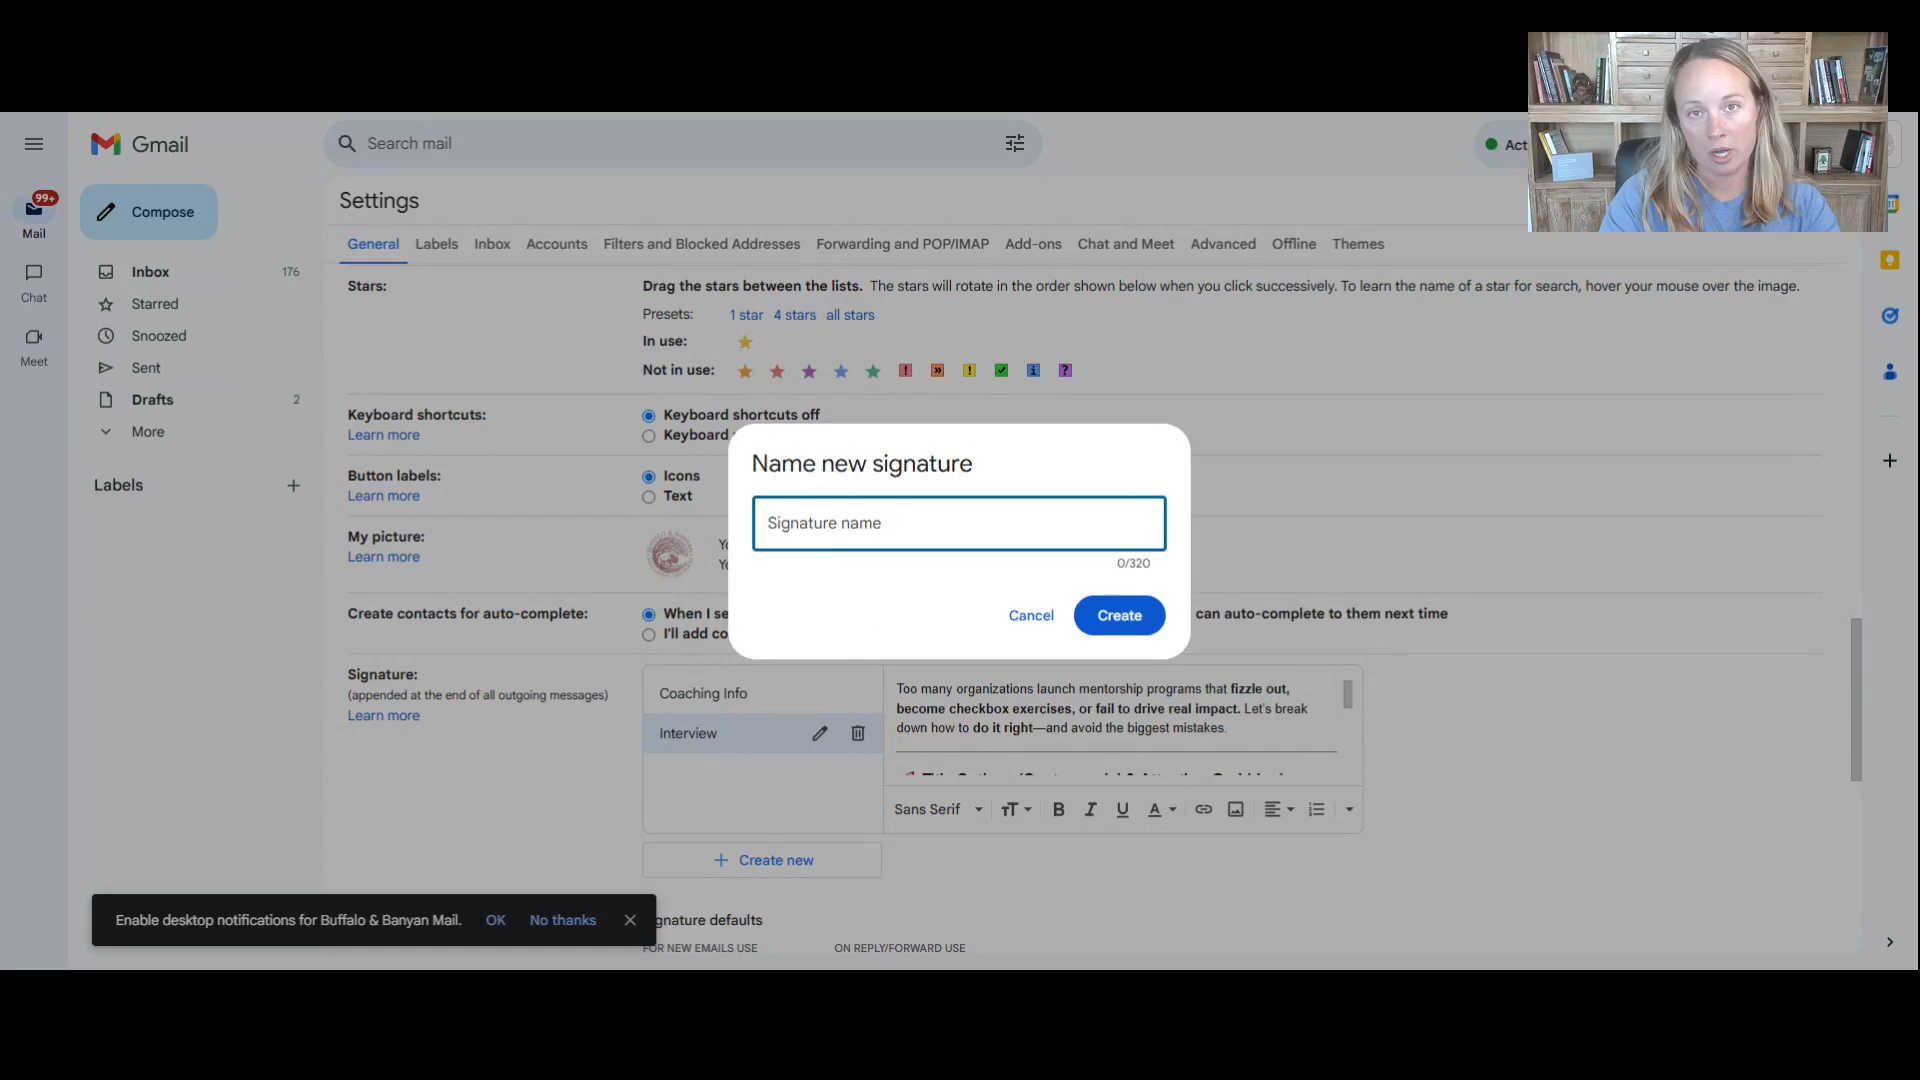 Gmail
Search mail
Act
99+
Mail
Compose
Settings
General Labels Inbox Accounts Filters and Blocked Addresses Forwarding and POP/IMAP Add-ons Chat and Meet Advanced Offline Themes
Inbox 176
Chat
Starred
Snoozed
Meet
Sent
Drafts 2
More
Labels
Stars:
Drag the stars between the lists. The stars will rotate in the order shown below when you click successively. To learn the name of a star for search, hover your mouse over the image.
Presets: 1 star 4 stars all stars
In use:
Not in use:
Keyboard shortcuts:
Learn more
Keyboard shortcuts off
Keyboard
Button labels:
Learn more
Icons
Text
My picture:
Learn more
Create contacts for auto-complete:
When I se
can auto-complete to them next time
I'll add co
Name new signature
Signature name
0/320
Cancel Create
Signature:
(appended at the end of all outgoing messages)
Learn more
Coaching Info
Interview
Too many organizations launch mentorship programs that fizzle out,
become checkbox exercises, or fail to drive real impact. Let's break
down how to do it right—and avoid the biggest mistakes.
Sans Serif
Create new
Enable desktop notifications for Buffalo & Banyan Mail. OK No thanks
gnature defaults
FOR NEW EMAILS USE ON REPLY/FORWARD USE